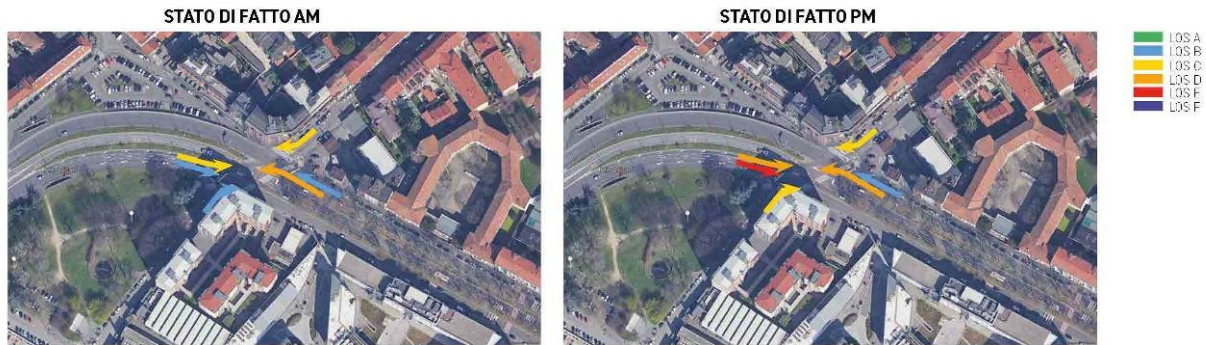 STATO DI FATTO AM
STATO DI FATTO PM
LOS A
LOS B
LOS C
LOS D
LOS E
LOS F